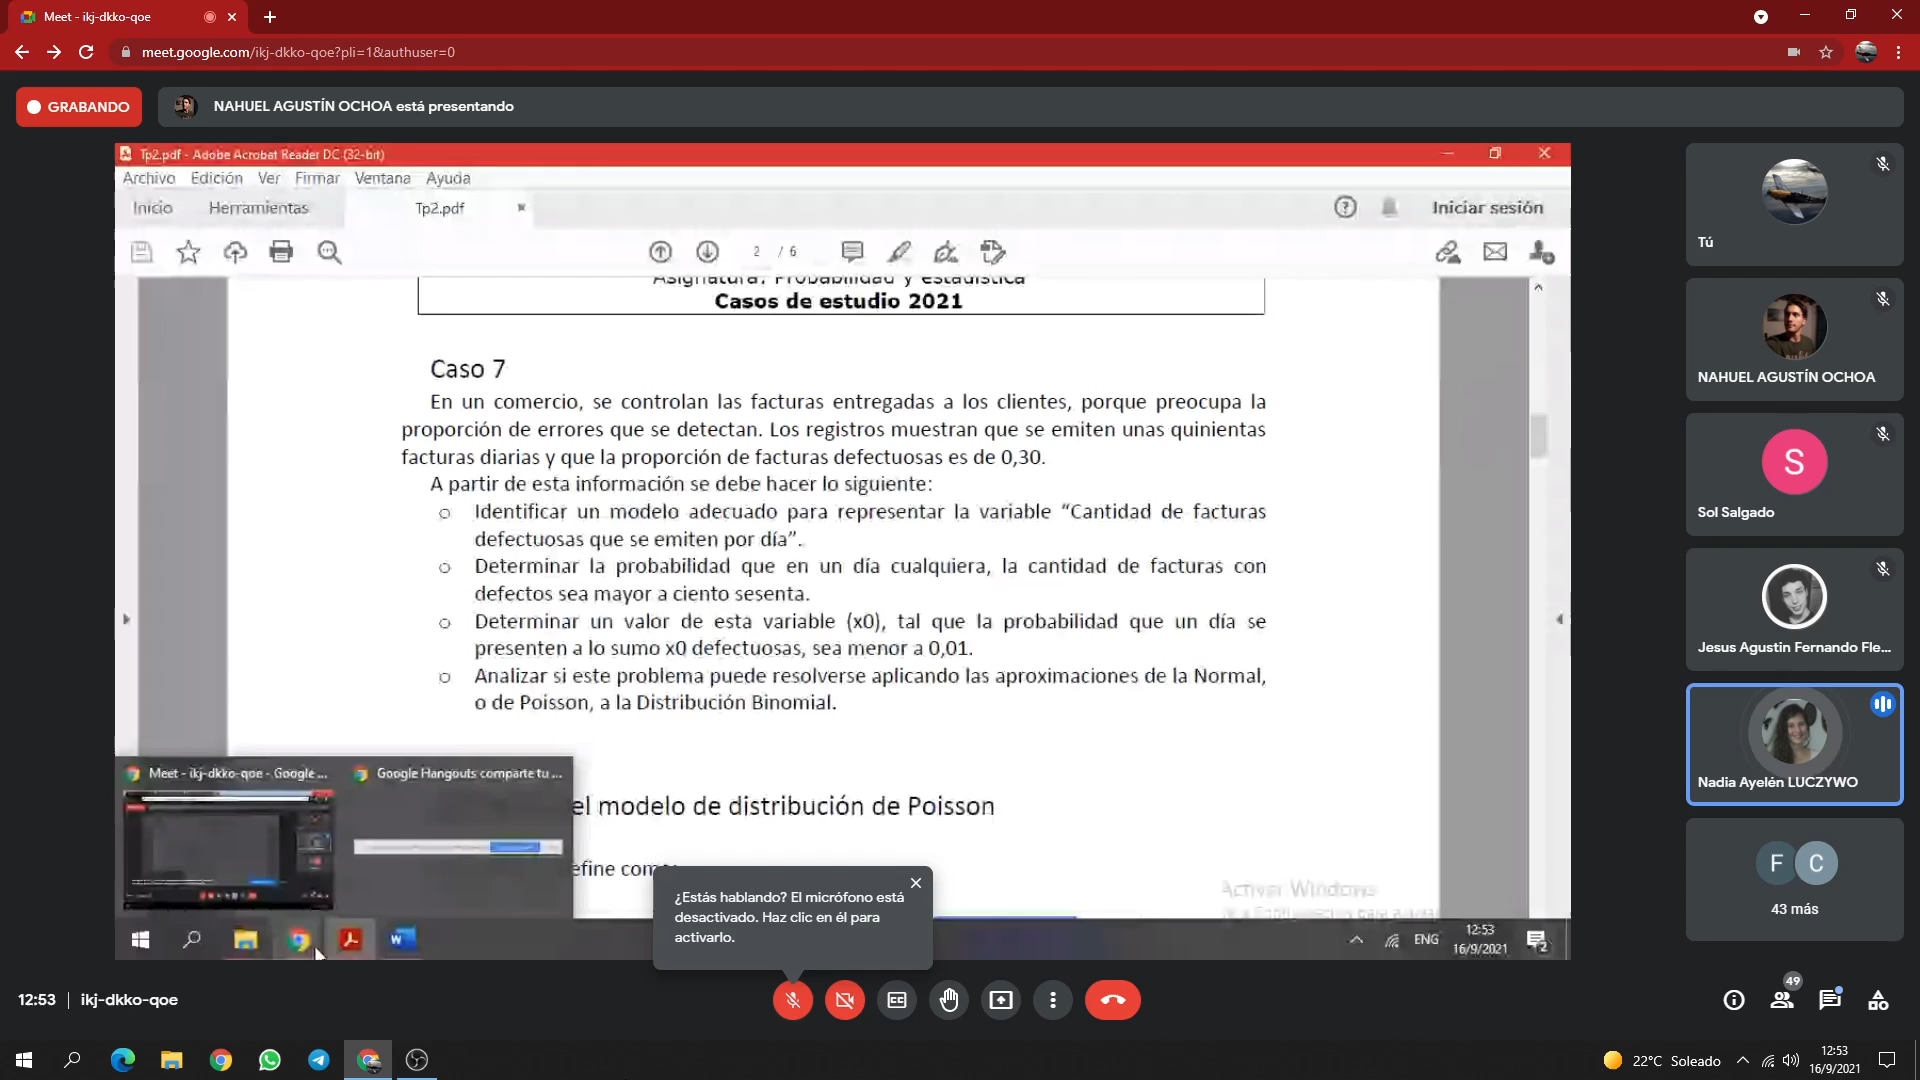 Meet - ikj-dkko-qoe
meet.google.com/ikj-dkko-qoe?pli=1&authuser=0
GRABANDO
NAHUEL AGUSTÍN OCHOA está presentando
Tp2.pdf - Adobe Acrobat Reader DC (32-bit)
Archivo Edición Ver Firmar Ventana Ayuda
Inicio Herramientas Tp2.pdf Iniciar sesión
2 / 6
Asignatura: Probabilidad y estadística
Casos de estudio 2021
Caso 7
En un comercio, se controlan las facturas entregadas a los clientes, porque preocupa la
proporción de errores que se detectan. Los registros muestran que se emiten unas quinientas
facturas diarias y que la proporción de facturas defectuosas es de 0,30.
A partir de esta información se debe hacer lo siguiente:
o Identificar un modelo adecuado para representar la variable “Cantidad de facturas
defectuosas que se emiten por día”.
o Determinar la probabilidad que en un día cualquiera, la cantidad de facturas con
defectos sea mayor a ciento sesenta.
o Determinar un valor de esta variable (x0), tal que la probabilidad que un día se
presenten a lo sumo x0 defectuosas, sea menor a 0,01.
o Analizar si este problema puede resolverse aplicando las aproximaciones de la Normal,
o de Poisson, a la Distribución Binomial.
Meet - ikj-dkko-qoe - Google ...
Google Hangouts comparte tu ...
el modelo de distribución de Poisson
efine como
¿Estás hablando? El micrófono está
desactivado. Haz clic en él para
activarlo.
Activar Windows
ENG
12:53
16/9/2021
2
Tú
NAHUEL AGUSTÍN OCHOA
S
Sol Salgado
Jesus Agustin Fernando Fle...
Nadia Ayelén LUCZYWO
F C
43 más
12:53 | ikj-dkko-qoe
49
22°C Soleado
12:53
16/9/2021